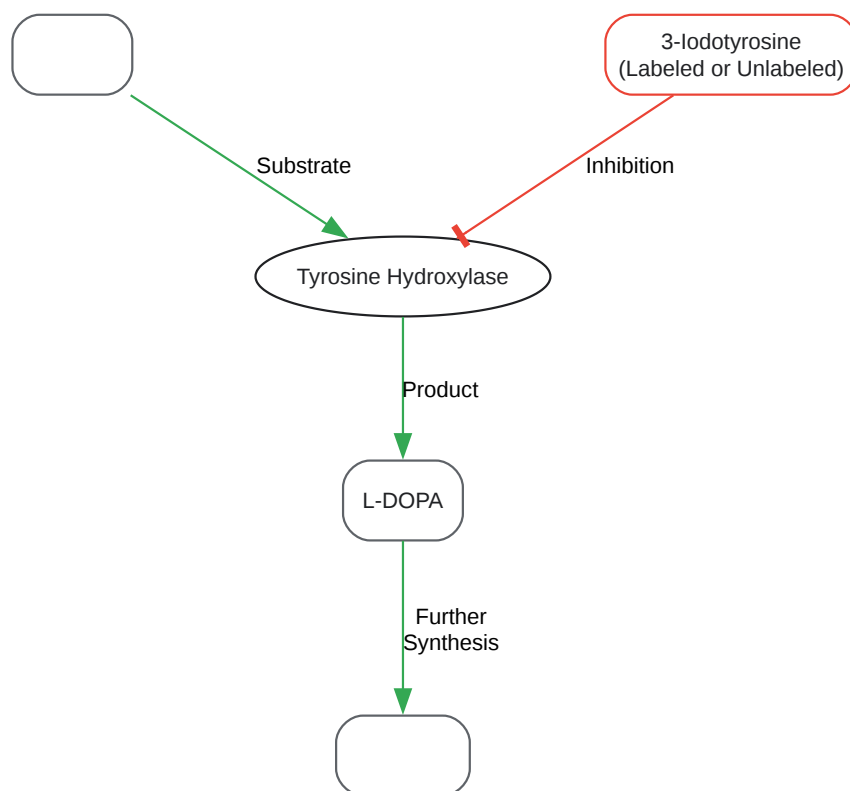 3-Iodotyrosine
(Labeled or Unlabeled)
Substrate
Inhibition
Tyrosine Hydroxylase
Product
L-DOPA
Further
Synthesis